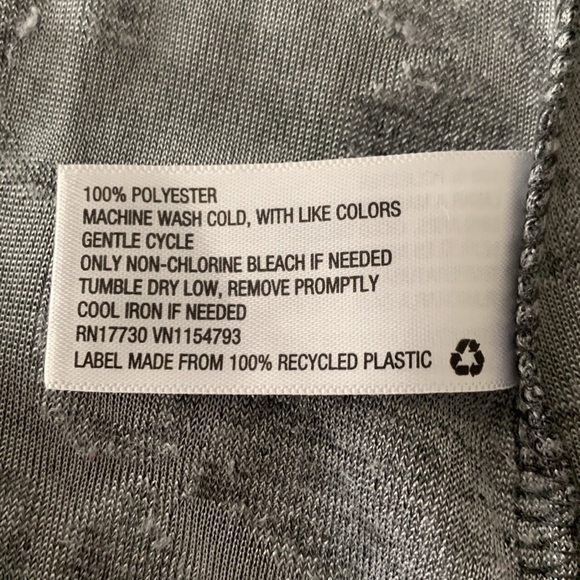 100% POLYESTER
MACHINE WASH COLD, WITH LIKE COLORS
GENTLE CYCLE
ONLY NON-CHLORINE BLEACH IF NEEDED
TUMBLE DRY LOW, REMOVE PROMPTLY
COOL IRON IF NEEDED
RN17730 VN1154793
LABEL MADE FROM 100% RECYCLED PLASTIC